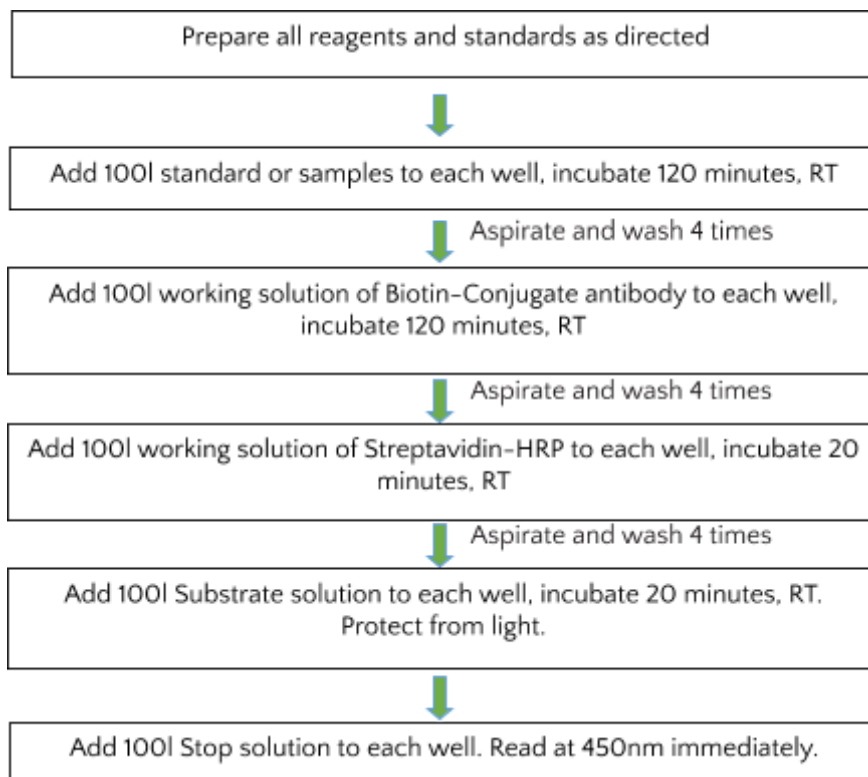 Prepare all reagents and standards as directed
Add 100l standard or samples to each well, incubate 120 minutes, RT
Aspirate and wash 4 times
Add 100l working solution of Biotin-Conjugate antibody to each well,
incubate 120 minutes, RT
Aspirate and wash 4 times
Add 100l working solution of Streptavidin-HRP to each well, incubate 20
minutes, RT
Aspirate and wash 4 times
Add 100l Substrate solution to each well, incubate 20 minutes, RT.
Protect from light.
Add 100l Stop solution to each well. Read at 450nm immediately.